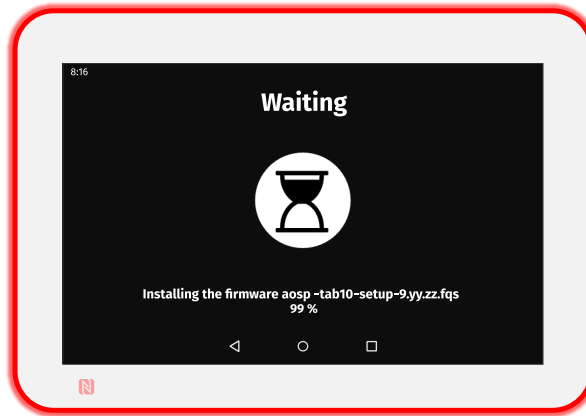 8:16
Waiting
Installing the firmware aosp -tab10-setup-9.yy.zz.fqs
99 %